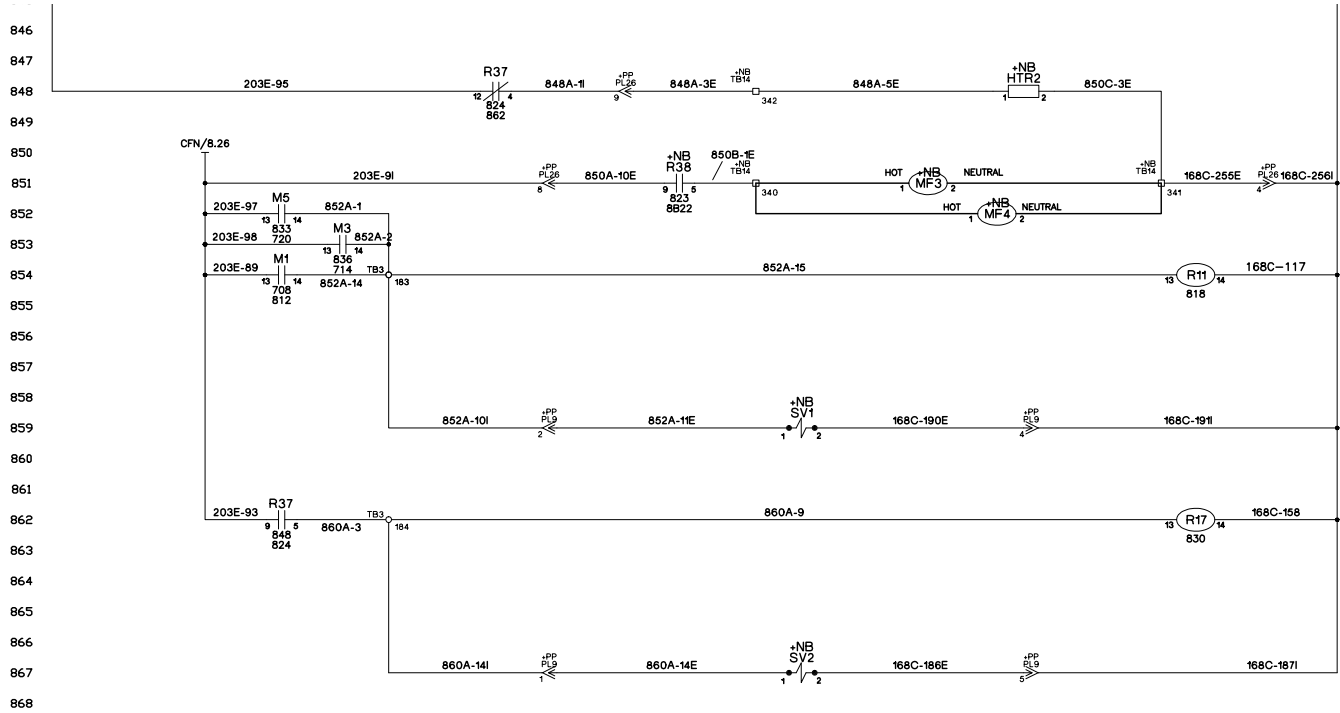 846
847
+NB
HTR2
R37
+PP
PL26
+NB
TB14
848
203E-95
12
4
848A-1I
9
848A-3E
342
848A-5E
1
2
850C-3E
824
862
849
CFN/8.26
850
+NB
R38
850B-1E
+PP
PL26
+NB
TB14
+NB
TB14
+PP
PL26
851
203E-9I
8
850A-10E
9
5
340
HOT
1
+NB
MF3
2
NEUTRAL
341
168C-255E
4
168C-256I
823
8B22
852
203E-97
M5
13
14
852A-1
833
720
HOT
1
+NB
MF4
2
NEUTRAL
853
203E-98
M3
13
14
852A-2
836
714
854
203E-89
M1
13
14
852A-14
708
812
TB3
183
852A-15
13
R11
14
168C-117
818
855
856
857
858
+PP
PL9
+NB
SV1
+PP
PL9
859
852A-10I
2
852A-11E
1
2
168C-190E
4
168C-191I
860
861
862
203E-93
R37
9
5
860A-3
848
824
TB3
184
860A-9
13
R17
14
168C-158
830
863
864
865
866
+PP
PL9
+NB
SV2
+PP
PL9
867
860A-14I
1
860A-14E
1
2
168C-186E
5
168C-187I
868